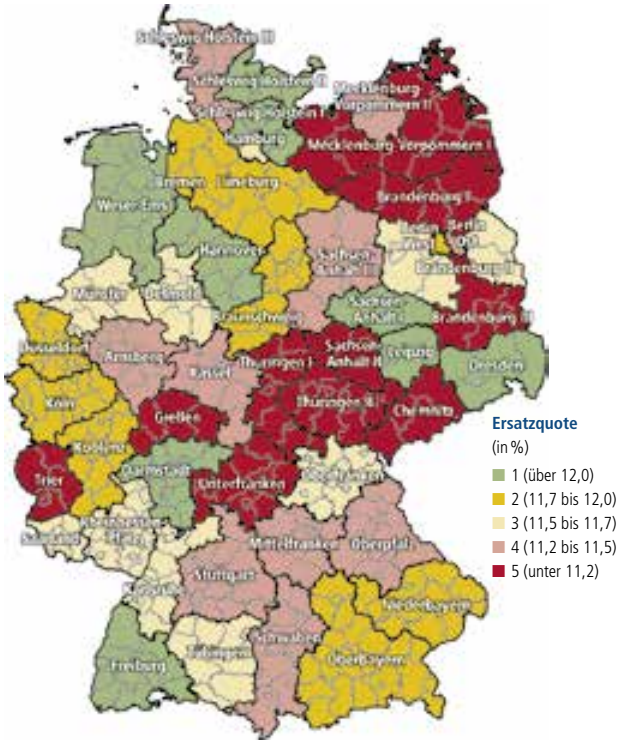 Schleswig Holstein III
Schleswig Holstein II
Mecklenburg-
Vorpommern II
Schleswig Holstein I
Hamburg
Mecklenburg-Vorpommern I
Bremen
Lüneburg
Brandenburg I
Weser-Ems
Berlin
West
Berlin
Ost
Hannover
Sachsen-
Anhalt III
Brandenburg II
Münster
Detmold
Sachsen-
Anhalt I
Braunschweig
Brandenburg III
Düsseldorf
Arnsberg
Kassel
Thüringen I
Sachsen-
Anhalt II
Leipzig
Dresden
Köln
Gießen
Thüringen II
Chemnitz
Koblenz
Trier
Darmstadt
Unterfranken
Oberfranken
Saarland
Rheinhessen-
Pfalz
Mittelfranken
Oberpfalz
Karlsruhe
Stuttgart
Niederbayern
Schwaben
Tübingen
Freiburg
Oberbayern
Ersatzquote
(in %)
1 (über 12,0)
2 (11,7 bis 12,0)
3 (11,5 bis 11,7)
4 (11,2 bis 11,5)
5 (unter 11,2)